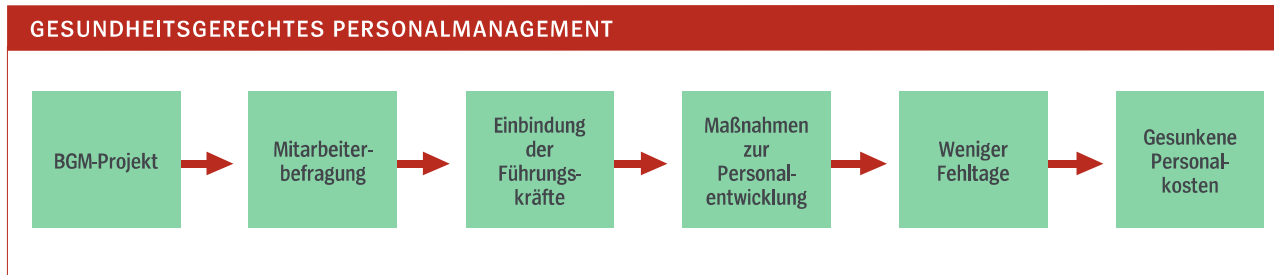 GESUNDHEITSGERECHTES PERSONALMANAGEMENT
BGM-Projekt
Mitarbeiter-
befragung
Einbindung
der
Führungs-
kräfte
Maßnahmen
zur
Personal-
entwicklung
Weniger
Fehltage
Gesunkene
Personal-
kosten